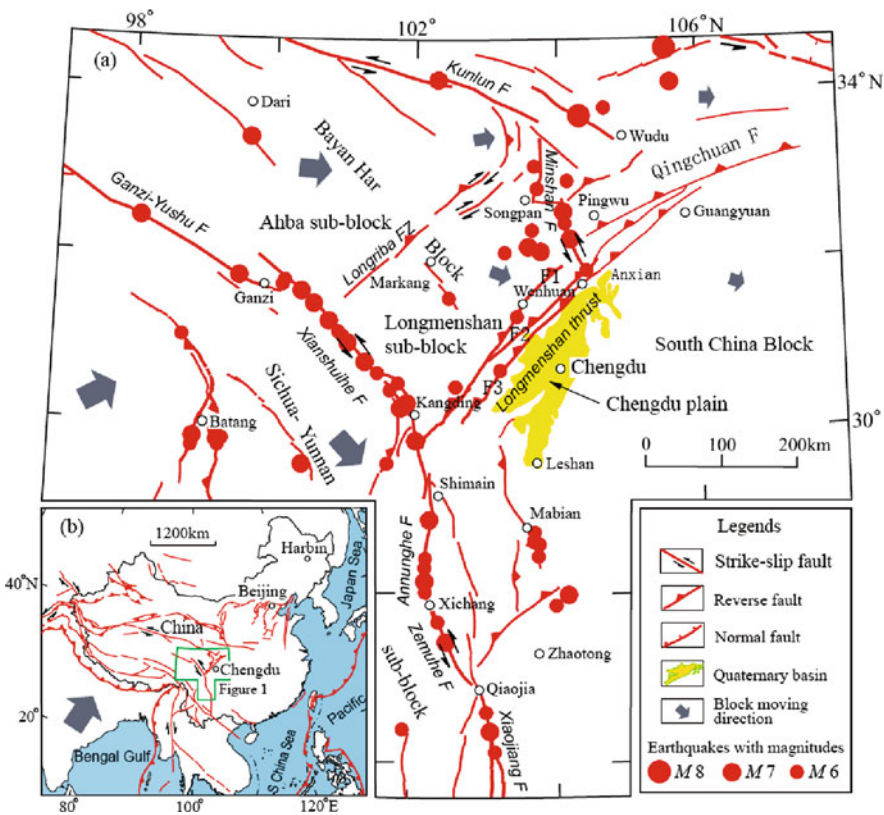 98°
102°
106°N
(a)
34°N
Kunlun F
Dari
Wudu
Bayan Har
Qingchuan F
Minshan F
Ganzi-Yushu F
Pingwu
Songpan
Guangyuan
Ahba sub-block
Longriba FZ
Block
F1
Anxian
Markang
Wenhuan
Ganzi
Longmenshan
sub-block
F2
Longmenshan thrust
South China Block
Xianshuihe F
Chengdu
F3
Sichua- Yunnan
Kangding
Chengdu plain
30°
Batang
0
100
200km
Leshan
Shimain
Mabian
Annunghe F
Xichang
Zemuhe F
Zhaotong
sub-block
Qiaojia
Xiaojiang F
(b)
1200km
Harbin
Japan Sea
40°N
Beijing
China
Chengdu
Figure 1
20°
Pacific
Bengal Gulf
S China Sea
80°
100°
120°E
Legends
Strike-slip fault
Reverse fault
Normal fault
Quaternary basin
Block moving
direction
Earthquakes with magnitudes
M 8
M 7
M 6